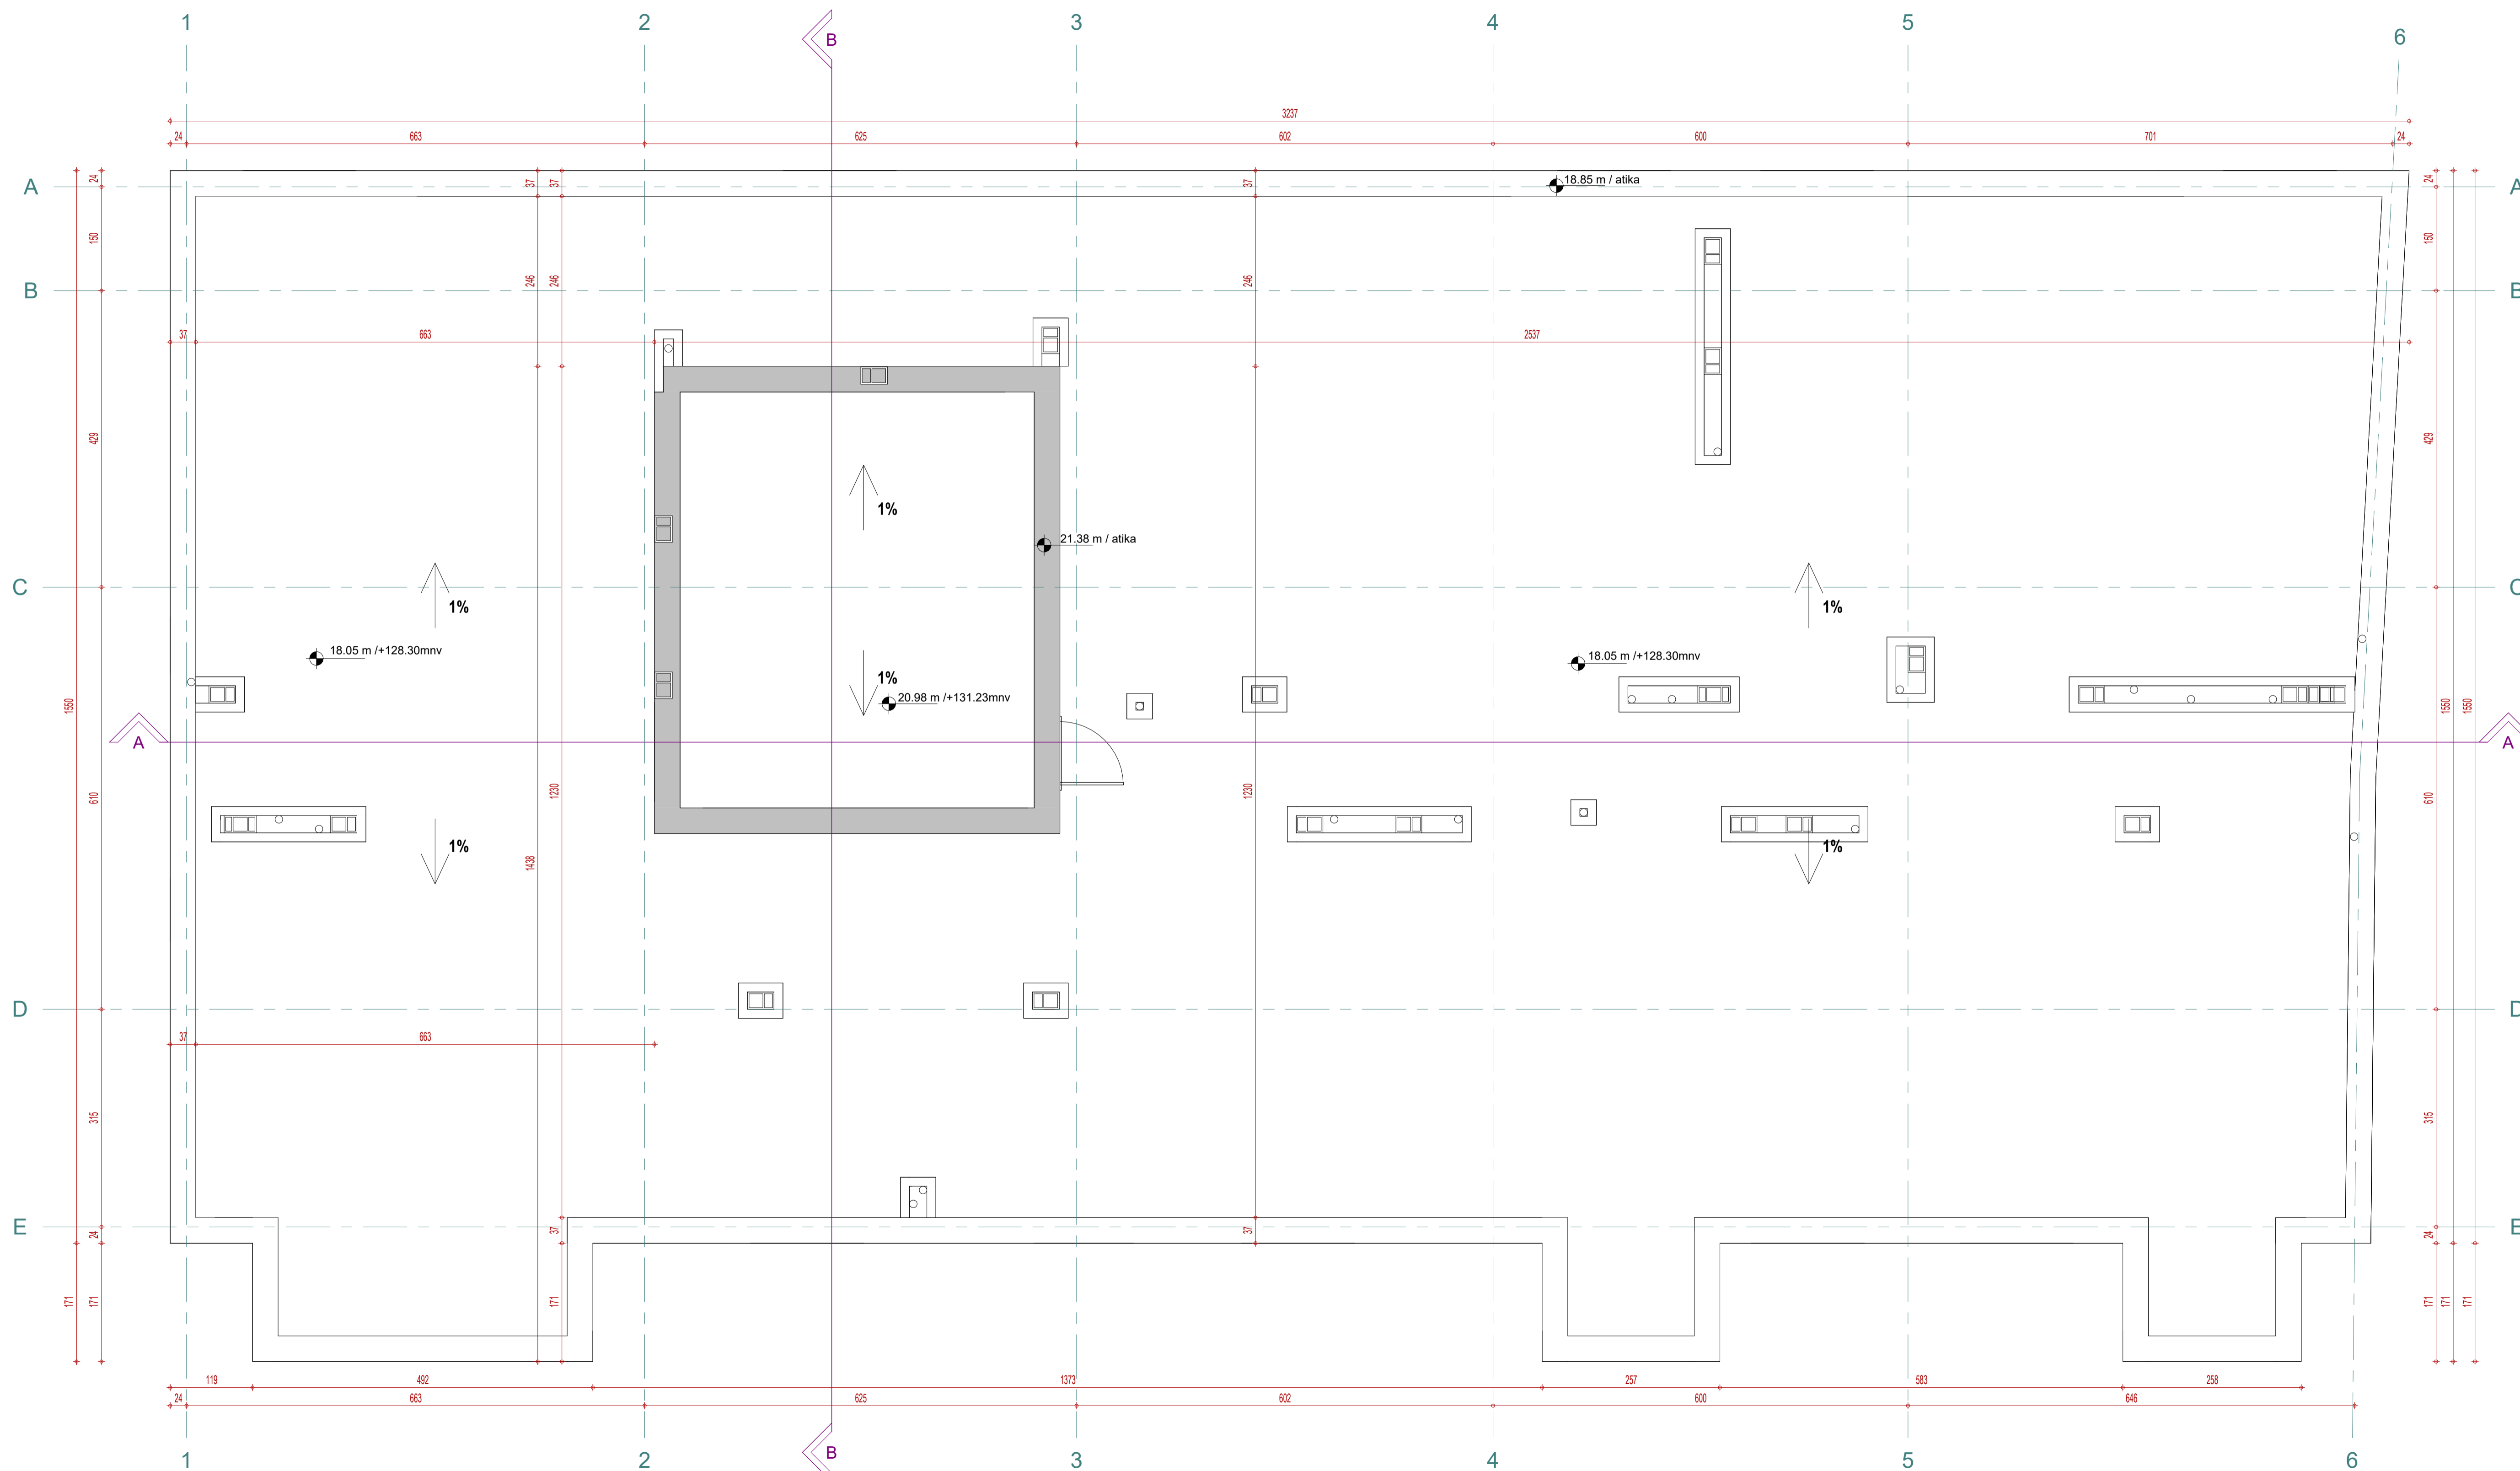 1 2 3 4 5 6
B
3237
24 663 625 602 600 701 24
A 24 37 37 37 18.85 m / atika 24 A
150 150
B 246 246 246 B
37 663 2537
429 1% 429
21.38 m / atika
C 1% 1% C
18.05 m /+128.30mnv 18.05 m /+128.30mnv
1% 20.98 m /+131.23mnv
1550 1550 1550
A A
610 1230 1230 610
1% 1%
1438
D D
37 663
315 315
E 24 37 37 24 E
171 171 171 171 171 171
119 492 1373 257 583 258
24 663 625 602 600 646
B
1 2 3 4 5 6